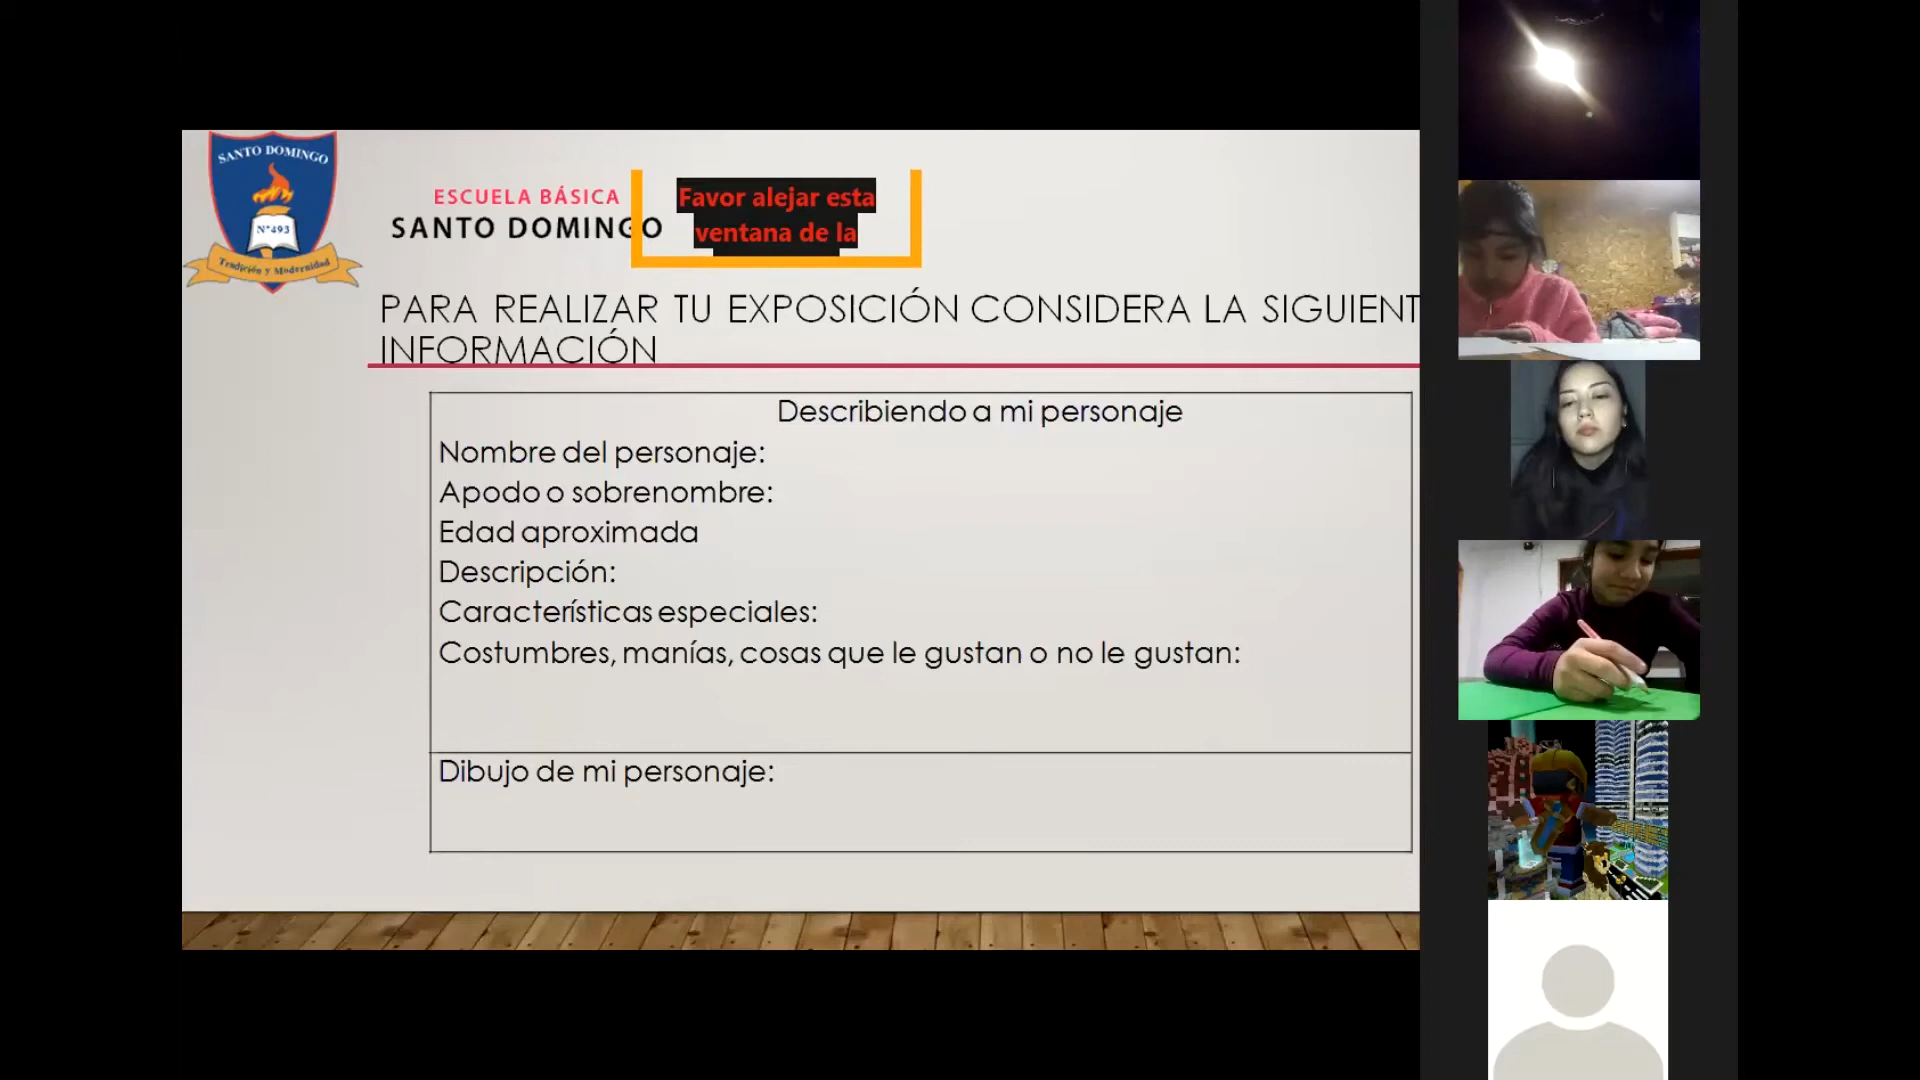 SANTO DOMINGO
N°493
Tradición y Modernidad
ESCUELA BÁSICA
SANTO DOMINGO
Favor alejar esta
ventana de la
PARA REALIZAR TU EXPOSICIÓN CONSIDERA LA SIGUIENT
INFORMACIÓN
Describiendo a mi personaje
Nombre del personaje:
Apodo o sobrenombre:
Edad aproximada
Descripción:
Características especiales:
Costumbres, manías, cosas que le gustan o no le gustan:
Dibujo de mi personaje: